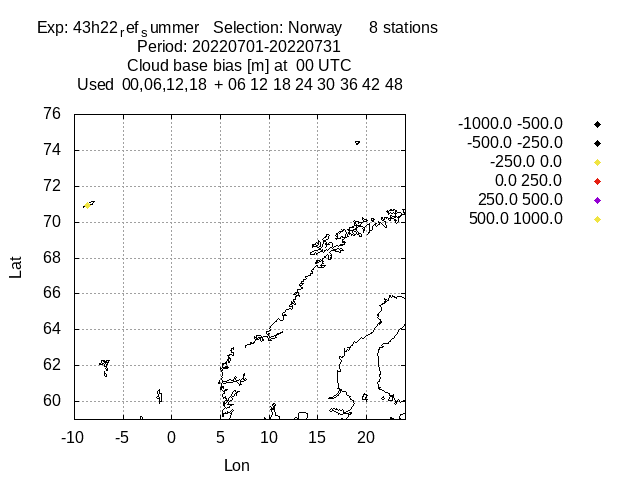 Exp: 43h22refsummer   Selection: Norway      8 stations
Period: 20220701-20220731
Cloud base bias [m] at  00 UTC
Used  00,06,12,18  + 06 12 18 24 30 36 42 48
-1000.0 -500.0
-500.0 -250.0
-250.0 0.0
0.0 250.0
250.0 500.0
500.0 1000.0
76
74
72
70
68
66
64
62
60
Lat
-10 -5 0 5 10 15 20
Lon